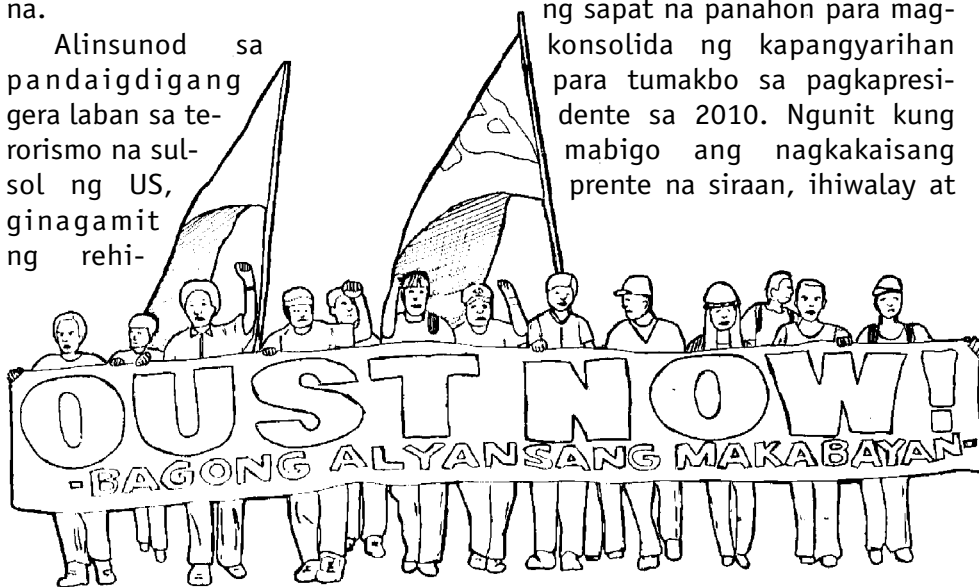 na.
Alinsunod sa
pandaigdigang
gera laban sa te-
rorismo na sul-
sol ng US,
ginagamit
ng rehi-
ng sapat na panahon para mag-
konsolida ng kapangyarihan
para tumakbo sa pagkapresi-
dente sa 2010. Ngunit kung
mabigo ang nagkakaisang
prente na siraan, ihiwalay at
OUST NOW!
-BAGONG ALYANSANG MAKABAYAN-